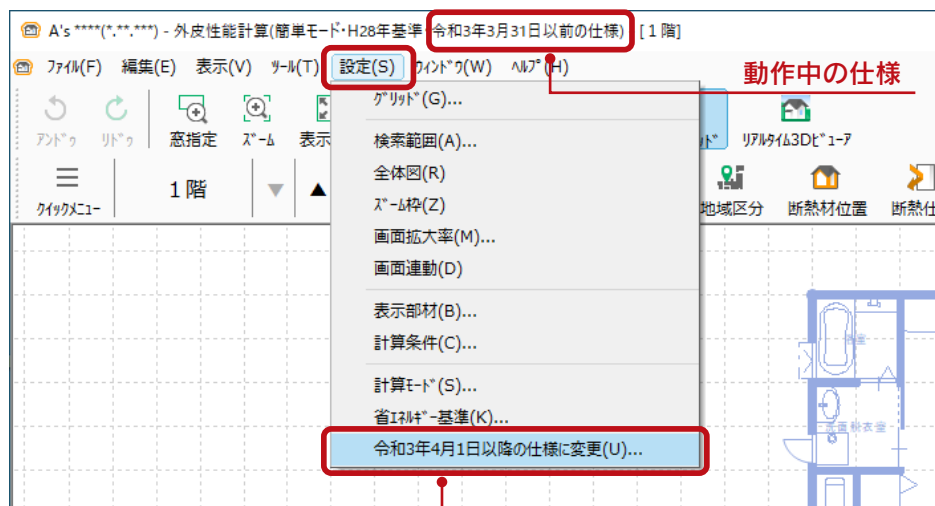 A's ****(*.**.***) - 外皮性能計算(簡単モード・H28年基準・令和3年3月31日以前の仕様) [1階]
ファイル(F) 編集(E) 表示(V) ツール(T) 設定(S) ウィンドウ(W) ヘルプ(H)
動作中の仕様
アンドゥ リドゥ 窓指定 ズーム 表示 リアルタイム3Dビューア
クイックメニュー 1階 ▼ ▲ 地域区分 断熱材位置 断熱仕
グリッド(G)...
検索範囲(A)...
全体図(R)
ズーム枠(Z)
画面拡大率(M)...
画面連動(D)
表示部材(B)...
計算条件(C)...
計算モード(S)...
省エネルギー基準(K)...
令和3年4月1日以降の仕様に変更(U)...
洗面脱衣室